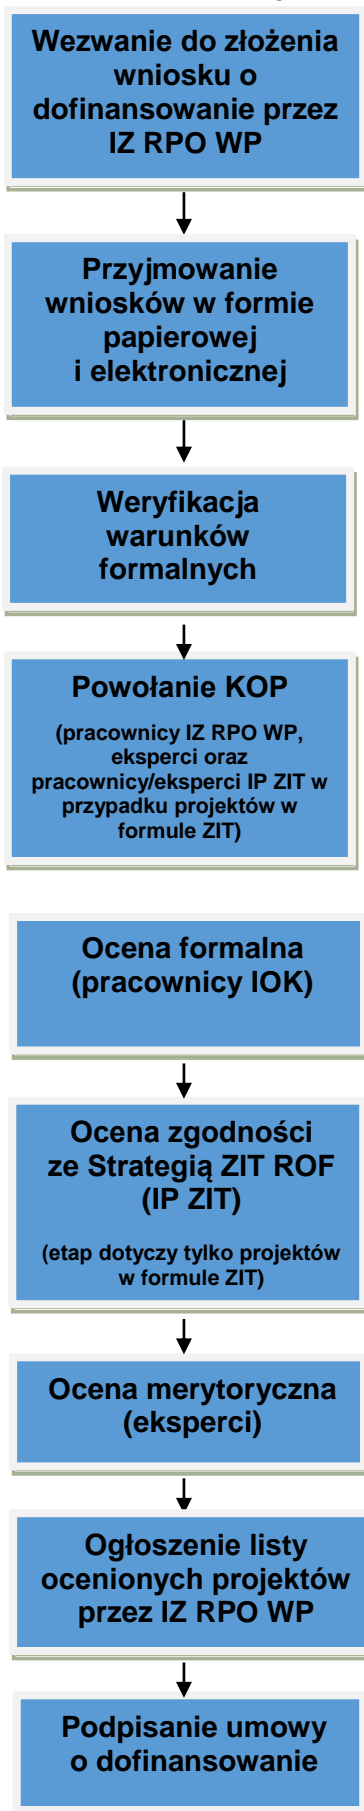 Wezwanie do złożenia
wniosku o
dofinansowanie przez
IZ RPO WP
Przyjmowanie
wniosków w formie
papierowej
i elektronicznej
Weryfikacja
warunków
formalnych
Powołanie KOP
(pracownicy IZ RPO WP,
eksperci oraz
pracownicy/eksperci IP ZIT w
przypadku projektów w
formule ZIT)
Ocena formalna
(pracownicy IOK)
Ocena zgodności
ze Strategią ZIT ROF
(IP ZIT)
(etap dotyczy tylko projektów
w formule ZIT)
Ocena merytoryczna
(eksperci)
Ogłoszenie listy
ocenionych projektów
przez IZ RPO WP
Podpisanie umowy
o dofinansowanie